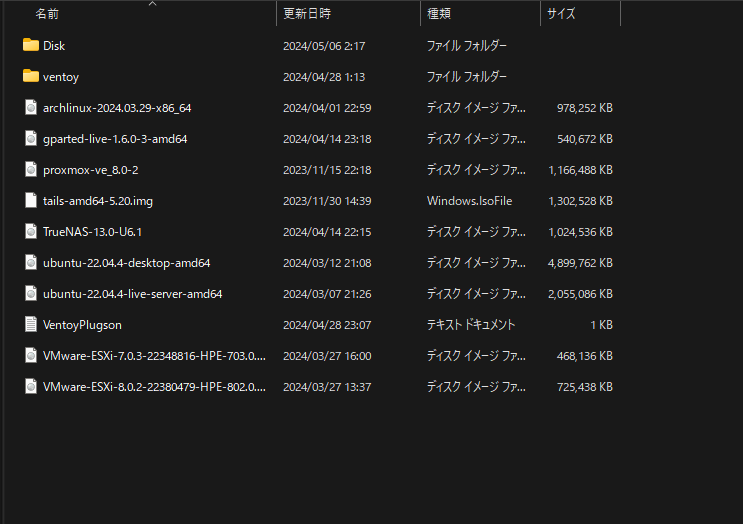 名前 更新日時 種類 サイズ
Disk 2024/05/06 2:17 ファイル フォルダー
ventoy 2024/04/28 1:13 ファイル フォルダー
archlinux-2024.03.29-x86_64 2024/04/01 22:59 ディスク イメージ ファ... 978,252 KB
gparted-live-1.6.0-3-amd64 2024/04/14 23:18 ディスク イメージ ファ... 540,672 KB
proxmox-ve_8.0-2 2023/11/15 22:18 ディスク イメージ ファ... 1,166,488 KB
tails-amd64-5.20.img 2023/11/30 14:39 Windows.IsoFile 1,302,528 KB
TrueNAS-13.0-U6.1 2024/04/14 22:15 ディスク イメージ ファ... 1,024,536 KB
ubuntu-22.04.4-desktop-amd64 2024/03/12 21:08 ディスク イメージ ファ... 4,899,762 KB
ubuntu-22.04.4-live-server-amd64 2024/03/07 21:26 ディスク イメージ ファ... 2,055,086 KB
VentoyPlugson 2024/04/28 23:07 テキスト ドキュメント 1 KB
VMware-ESXi-7.0.3-22348816-HPE-703.0.... 2024/03/27 16:00 ディスク イメージ ファ... 468,136 KB
VMware-ESXi-8.0.2-22380479-HPE-802.0.... 2024/03/27 13:37 ディスク イメージ ファ... 725,438 KB